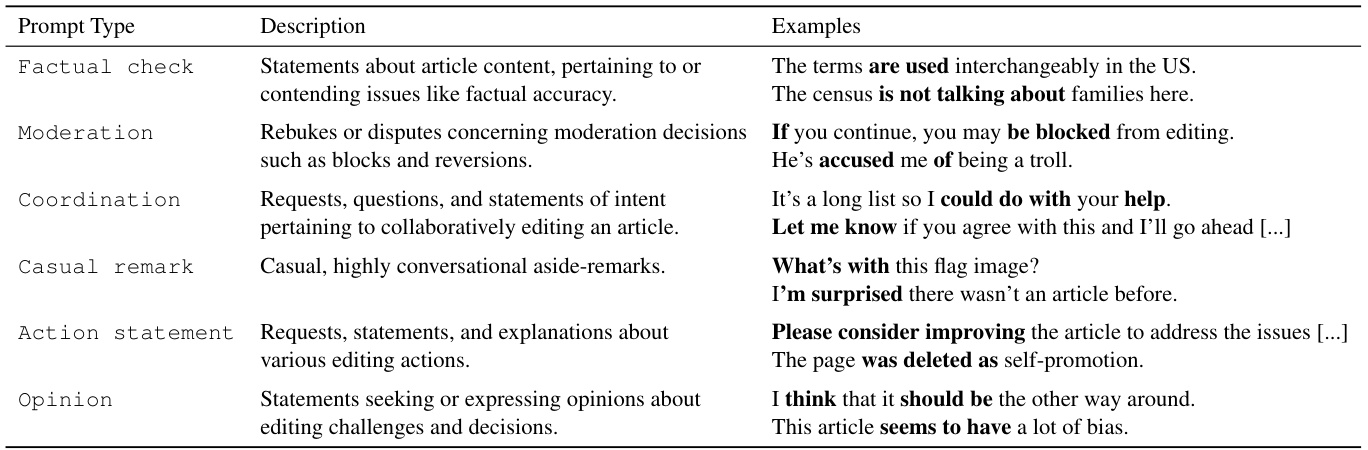 Prompt Type Description Examples
Factual check Statements about article content, pertaining to or The terms are used interchangeably in the US.
contending issues like factual accuracy. The census is not talking about families here.
Moderation Rebukes or disputes concerning moderation decisions If you continue, you may be blocked from editing.
such as blocks and reversions. He's accused me of being a troll.
Coordination Requests, questions, and statements of intent It's a long list so I could do with your help.
pertaining to collaboratively editing an article. Let me know if you agree with this and I'll go ahead [...]
Casual remark Casual, highly conversational aside-remarks. What's with this flag image?
I'm surprised there wasn't an article before.
Action statement Requests, statements, and explanations about Please consider improving the article to address the issues [...]
various editing actions. The page was deleted as self-promotion.
Opinion Statements seeking or expressing opinions about I think that it should be the other way around.
editing challenges and decisions. This article seems to have a lot of bias.